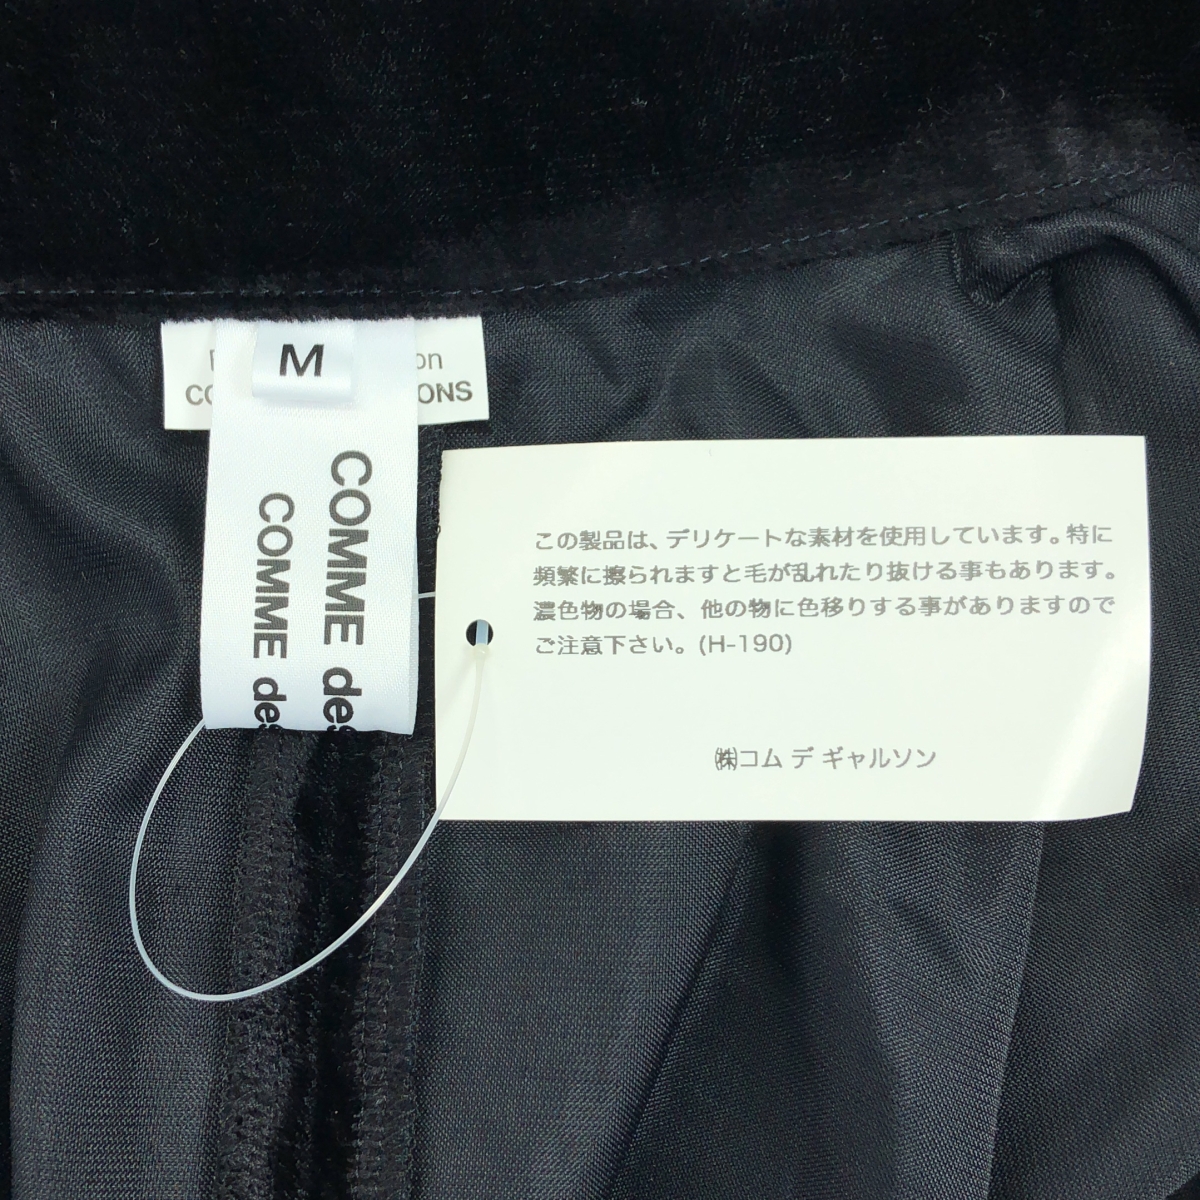 M
on
CO
ONS
COMME des
COMME des
この製品は、デリケートな素材を使用しています。特に
頻繁に擦られますと毛が乱れたり抜ける事もあります。
濃色物の場合、他の物に色移りする事がありますので
ご注意下さい。(H-190)
㈱コム デ ギャルソン